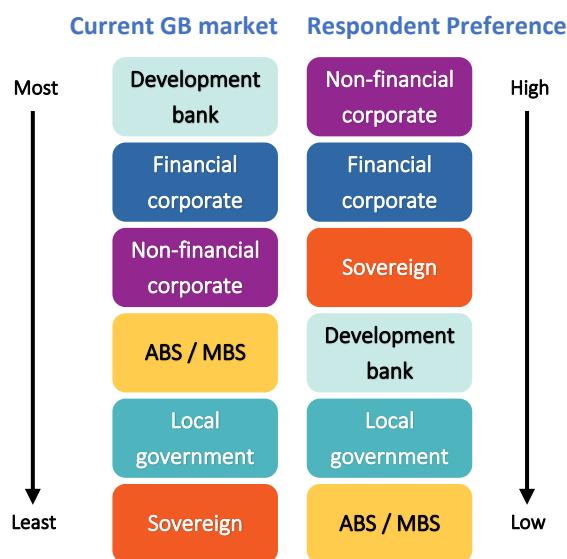 Current GB market
Respondent Preference
Most
Development
bank
Non-financial
corporate
High
Financial
corporate
Financial
corporate
Non-financial
corporate
Sovereign
ABS / MBS
Development
bank
Local
government
Local
government
Least
Sovereign
ABS / MBS
Low